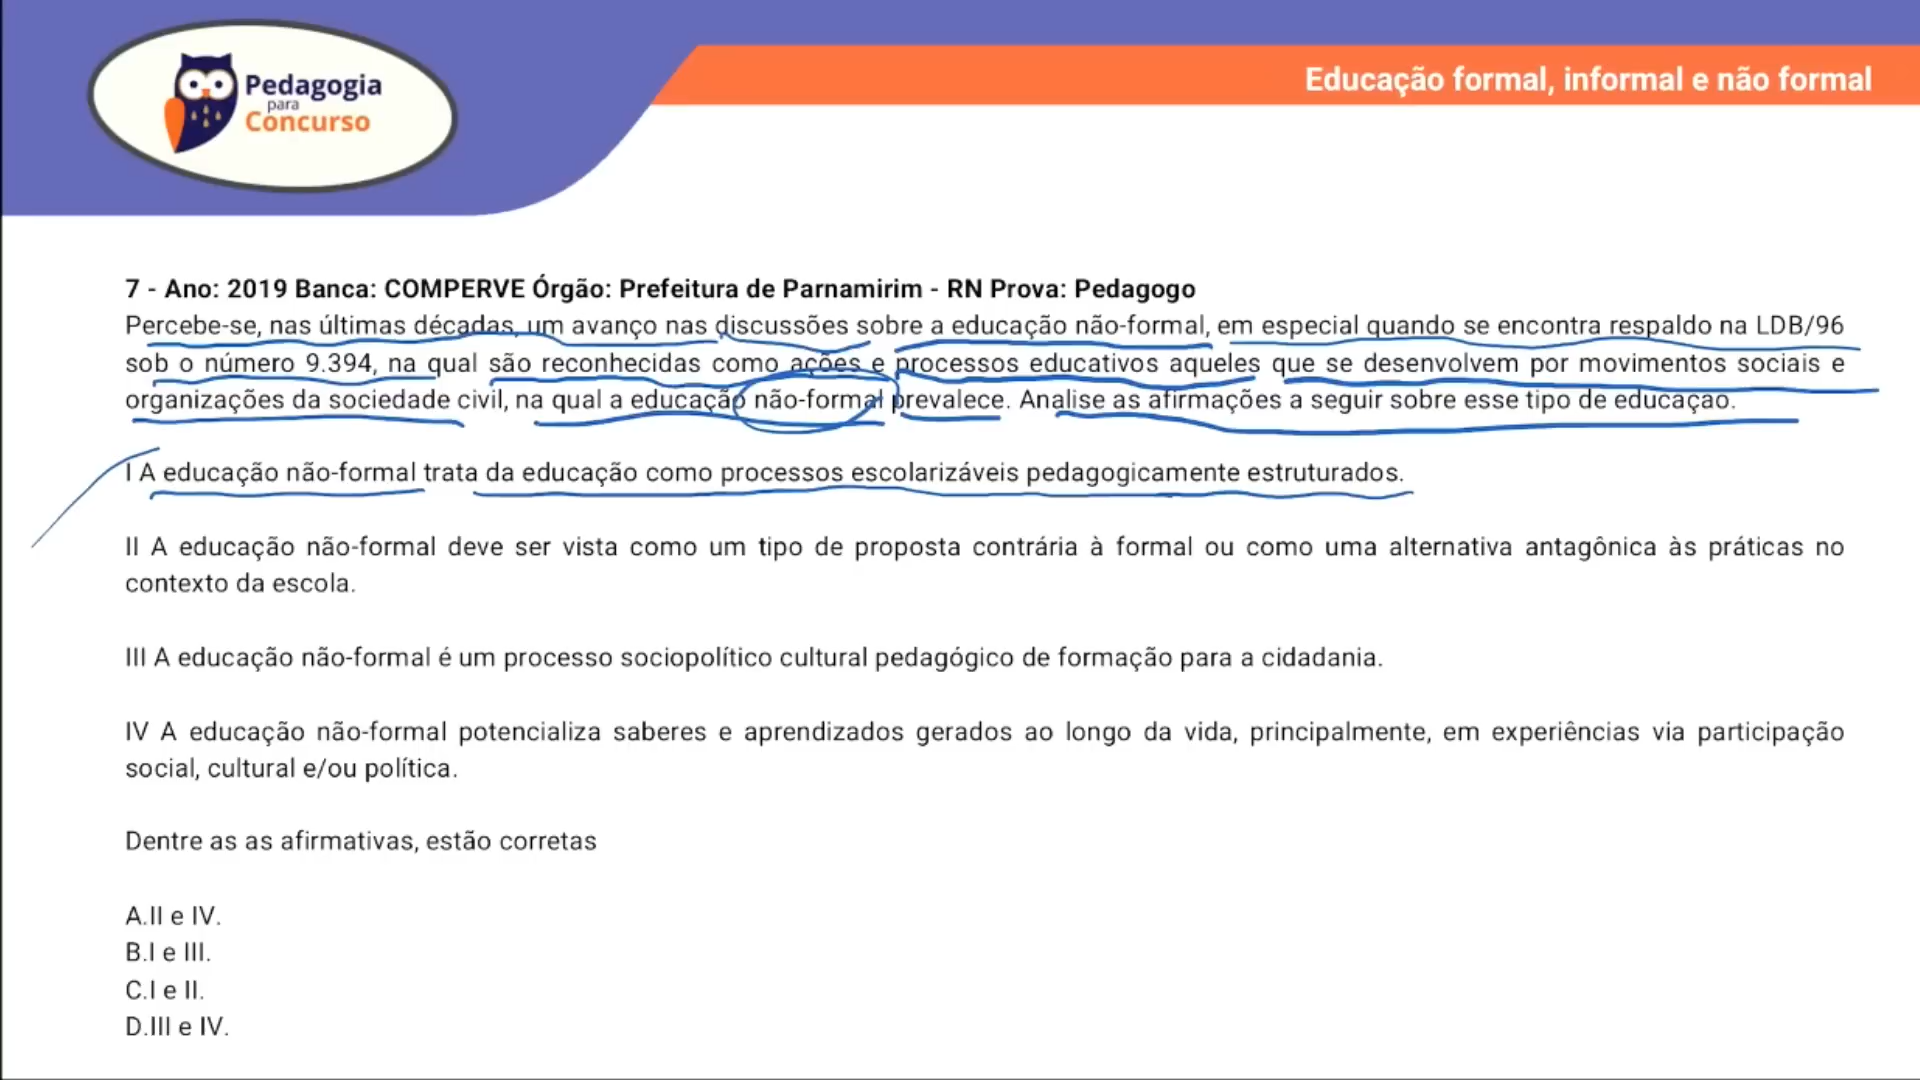 Pedagogia
para
Concurso
Educação formal, informal e não formal
7 - Ano: 2019 Banca: COMPERVE Órgão: Prefeitura de Parnamirim - RN Prova: Pedagogo
Percebe-se, nas últimas décadas, um avanço nas discussões sobre a educação não-formal, em especial quando se encontra respaldo na LDB/96
sob o número 9.394, na qual são reconhecidas como ações e processos educativos aqueles que se desenvolvem por movimentos sociais e
organizações da sociedade civil, na qual a educação não-formal prevalece. Analise as afirmações a seguir sobre esse tipo de educação.
I A educação não-formal trata da educação como processos escolarizáveis pedagogicamente estruturados.
II A educação não-formal deve ser vista como um tipo de proposta contrária à formal ou como uma alternativa antagônica às práticas no
contexto da escola.
III A educação não-formal é um processo sociopolítico cultural pedagógico de formação para a cidadania.
IV A educação não-formal potencializa saberes e aprendizados gerados ao longo da vida, principalmente, em experiências via participação
social, cultural e/ou política.
Dentre as as afirmativas, estão corretas
A.II e IV.
B.I e III.
C.I e II.
D.III e IV.